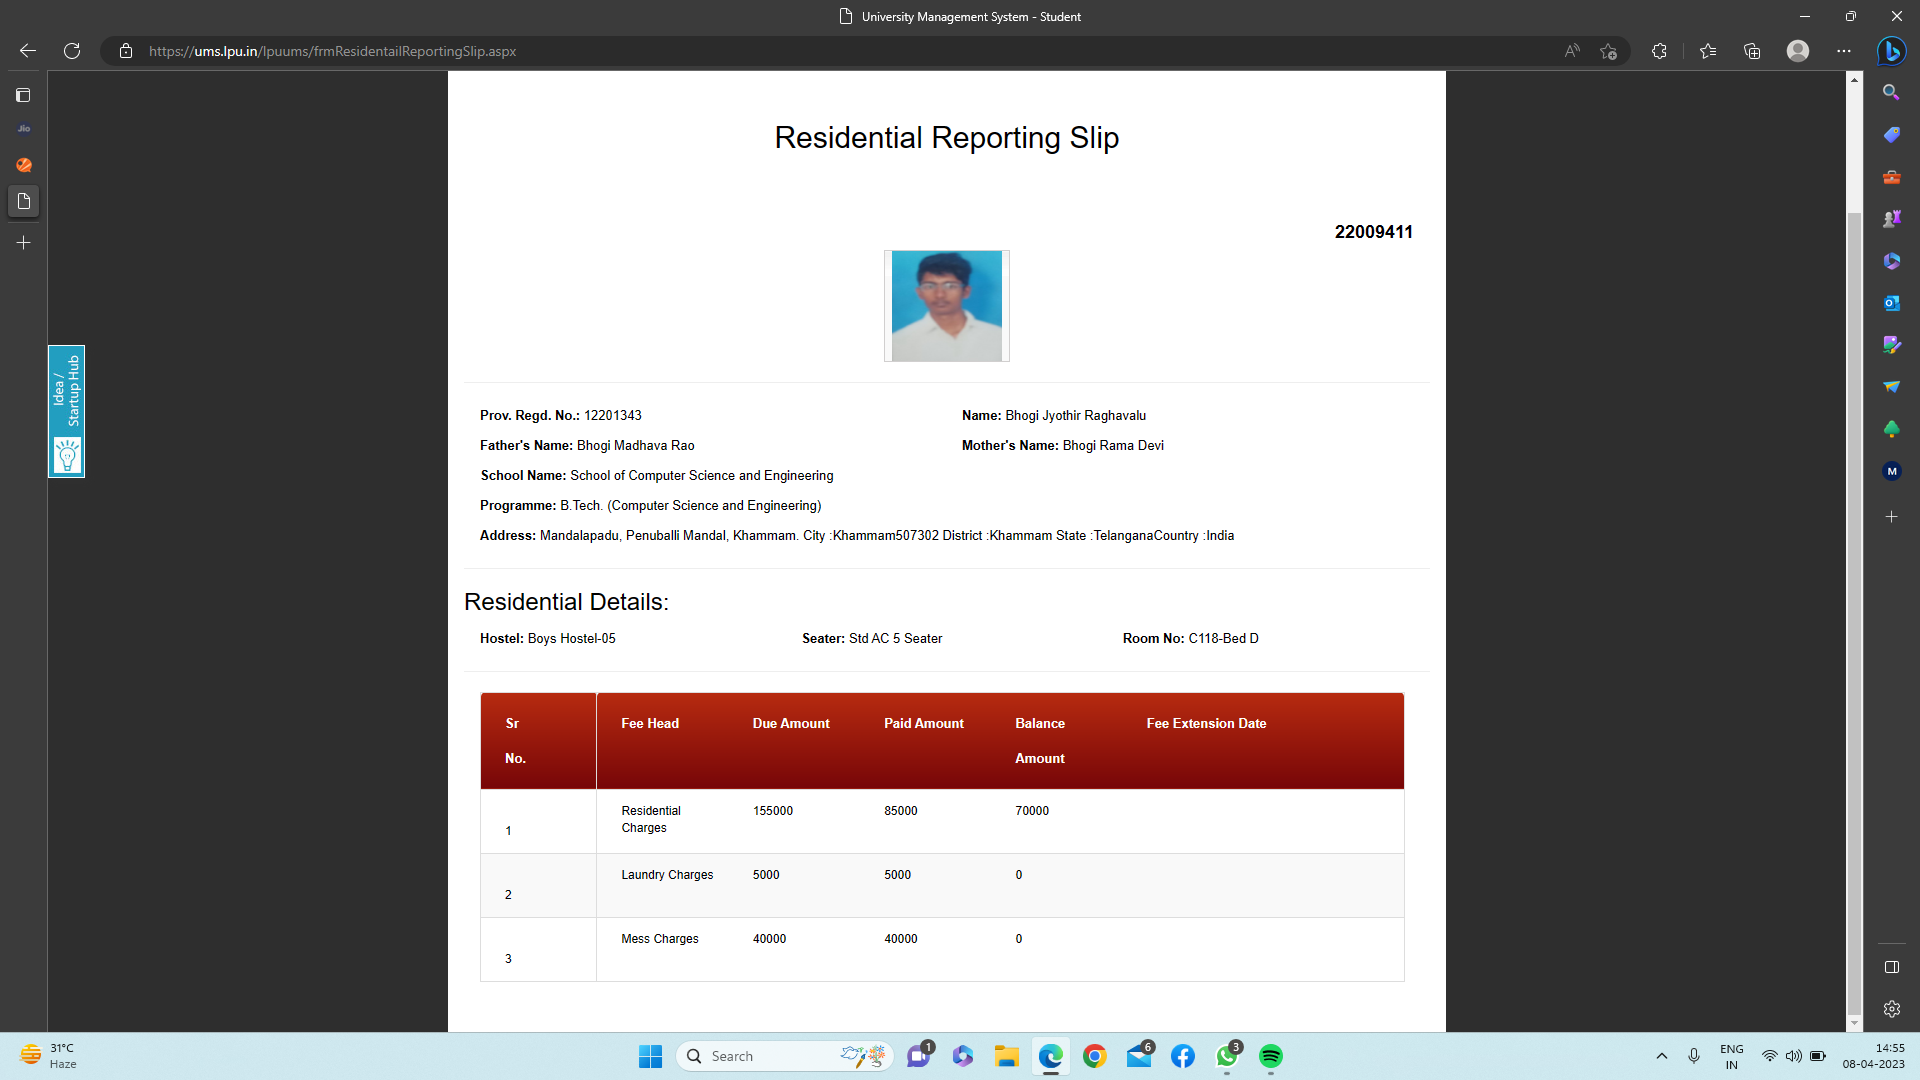 University Management System - Student
https://ums.lpu.in/lpuums/frmResidentailReportingSlip.aspx
Jio
Residential Reporting Slip
22009411
Idea /
Startup Hub
Prov. Regd. No.: 12201343
Name: Bhogi Jyothir Raghavalu
Father's Name: Bhogi Madhava Rao
Mother's Name: Bhogi Rama Devi
School Name: School of Computer Science and Engineering
Programme: B.Tech. (Computer Science and Engineering)
Address: Mandalapadu, Penuballi Mandal, Khammam. City :Khammam507302 District :Khammam State :TelanganaCountry :India
Residential Details:
Hostel: Boys Hostel-05
Seater: Std AC 5 Seater
Room No: C118-Bed D
Sr No.
Fee Head
Due Amount
Paid Amount
Balance Amount
Fee Extension Date
1
Residential Charges
155000
85000
70000
2
Laundry Charges
5000
5000
0
3
Mess Charges
40000
40000
0
M
31°C
Haze
Search
1
6
3
ENG
IN
14:55
08-04-2023